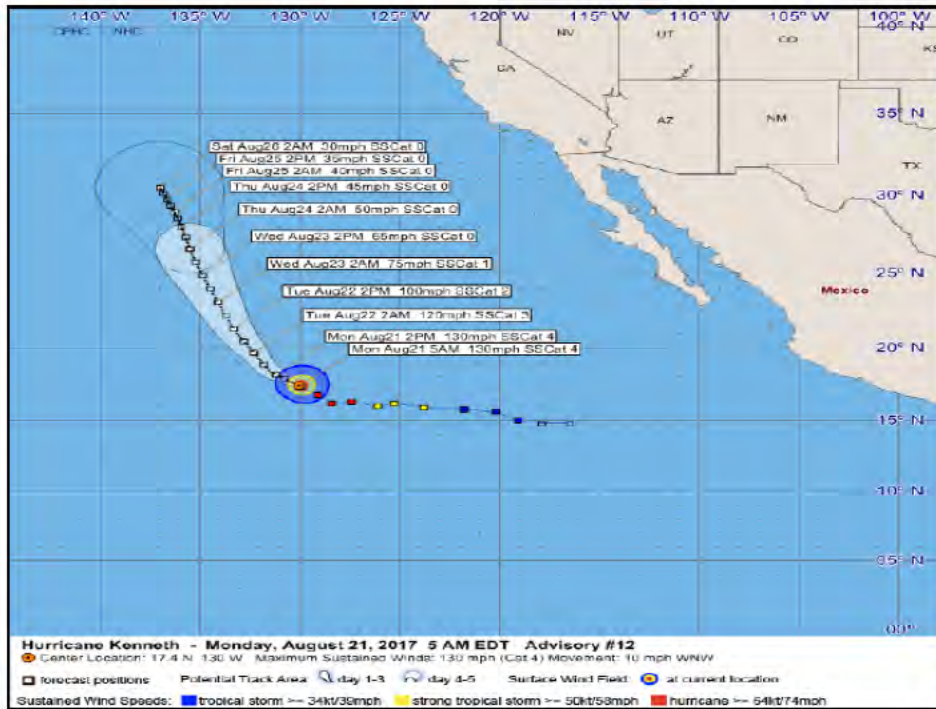 140° W 135° W 130° W 125° W 120° W 115° W 110° W 105° W 100° W
CPHC NHC
40° N
NV UT CO KS
CA
35° N
AZ NM
TX
Sat Aug26 2AM 30mph SSCat 0
Fri Aug25 2PM 35mph SSCat 0
Fri Aug25 2AM 40mph SSCat 0
Thu Aug24 2PM 45mph SSCat 0
30° N
Thu Aug24 2AM 50mph SSCat 0
Wed Aug23 2PM 65mph SSCat 0
Wed Aug23 2AM 75mph SSCat 1
25° N
Tue Aug22 2PM 100mph SSCat 2
Mexico
Tue Aug22 2AM 120mph SSCat 3
Mon Aug21 2PM 130mph SSCat 4
Mon Aug21 5AM 130mph SSCat 4
20° N
15° N
10° N
05° N
00° N
Hurricane Kenneth - Monday, August 21, 2017 5 AM EDT Advisory #12
Center Location: 17.4 N 130 W Maximum Sustained Winds: 130 mph (Cat 4) Movement: 10 mph WNW
forecast positions Potential Track Area: day 1-3 day 4-5 Surface Wind Field: at current location
Sustained Wind Speeds: tropical storm >= 34kt/39mph strong tropical storm >= 50kt/58mph hurricane >= 64kt/74mph